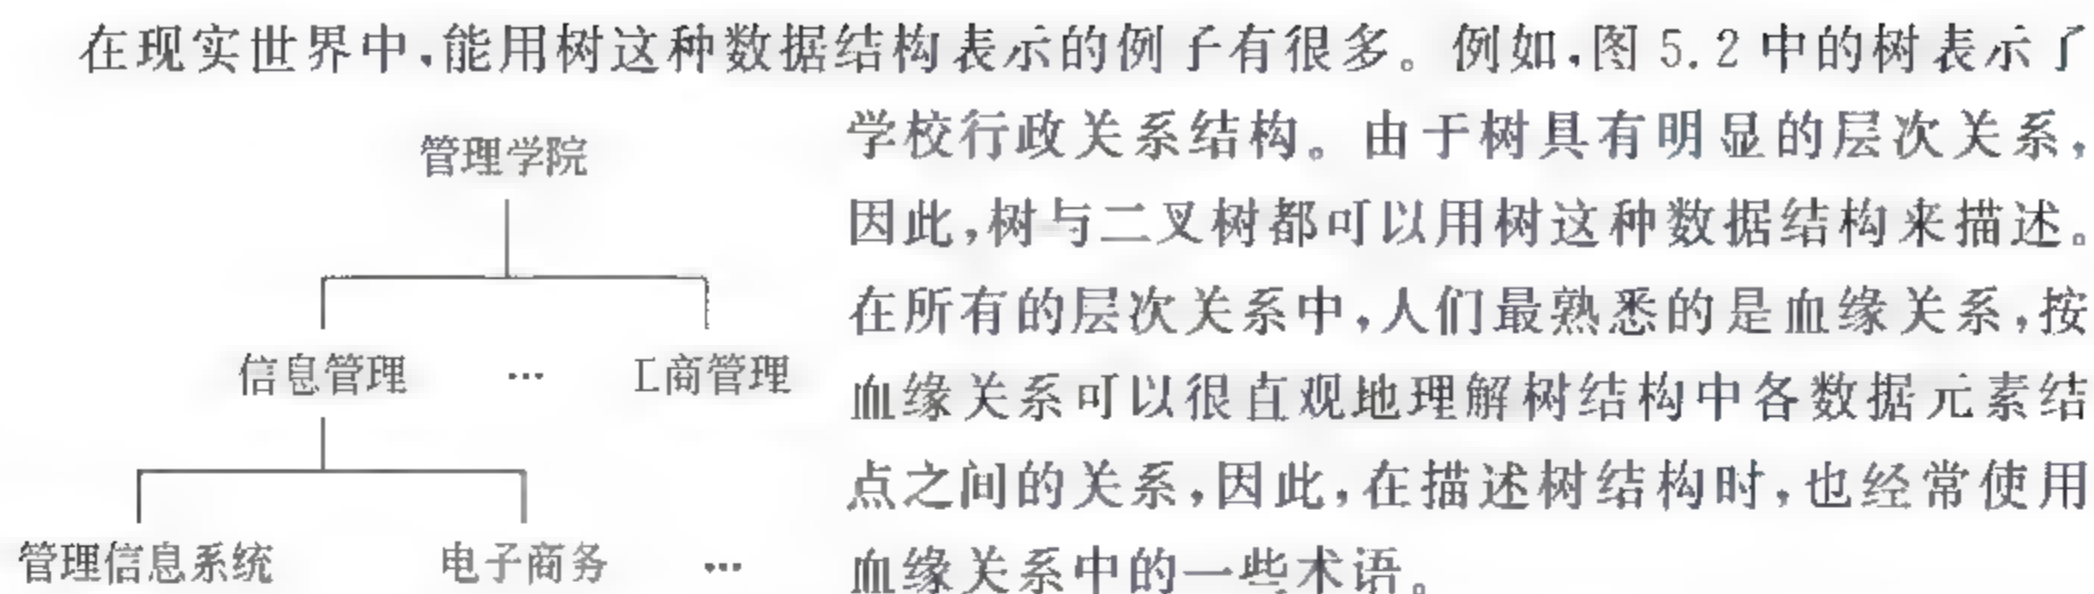 在现实世界中,能用树这种数据结构表示的例子有很多。例如,图 5.2 中的树表示了
学校行政关系结构。由于树具有明显的层次关系,
因此,树与二叉树都可以用树这种数据结构来描述。
在所有的层次关系中,人们最熟悉的是血缘关系,按
血缘关系可以很直观地理解树结构中各数据元素结
点之间的关系,因此,在描述树结构时,也经常使用
血缘关系中的一些术语。
管理学院
信息管理 … 工商管理
管理信息系统 电子商务 …